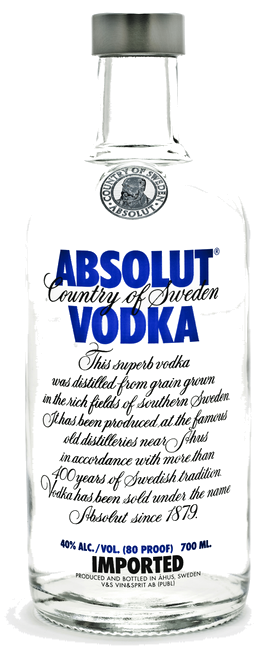 COUNTRY OF SWEDEN
ABSOLUT
ABSOLUT®
Country of Sweden
VODKA
This superb vodka
was distilled from grain grown
in the rich fields of southern Sweden.
It has been produced at the famous
old distilleries near Åhus
in accordance with more than
400 years of Swedish tradition.
Vodka has been sold under the name
Absolut since 1879.
40% ALC./VOL. (80 PROOF) 700 ML.
IMPORTED
PRODUCED AND BOTTLED IN ÅHUS, SWEDEN
V&S VIN&SPRIT AB (PUBL)